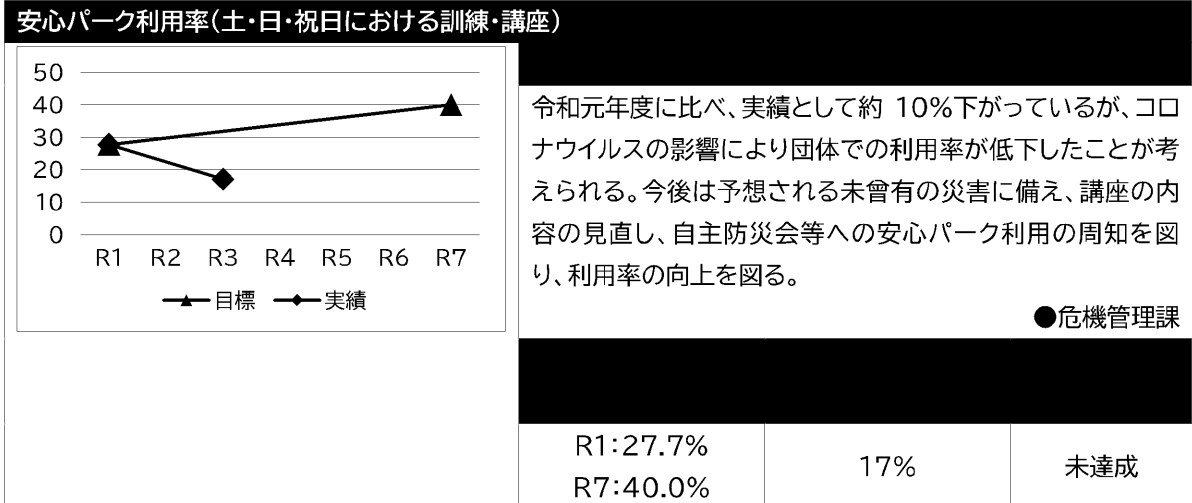 安心パーク利用率（土・日・祝日における訓練・講座）
50
40
30
20
10
0
R1 R2 R3 R4 R5 R6 R7
目標 実績
令和元年度に比べ、実績として約 10%下がっているが、コロ
ナウイルスの影響により団体での利用率が低下したことが考
えられる。今後は予想される未曾有の災害に備え、講座の内
容の見直し、自主防災会等への安心パーク利用の周知を図
り、利用率の向上を図る。
●危機管理課
R1：27.7%
R7：40.0%
17%
未達成